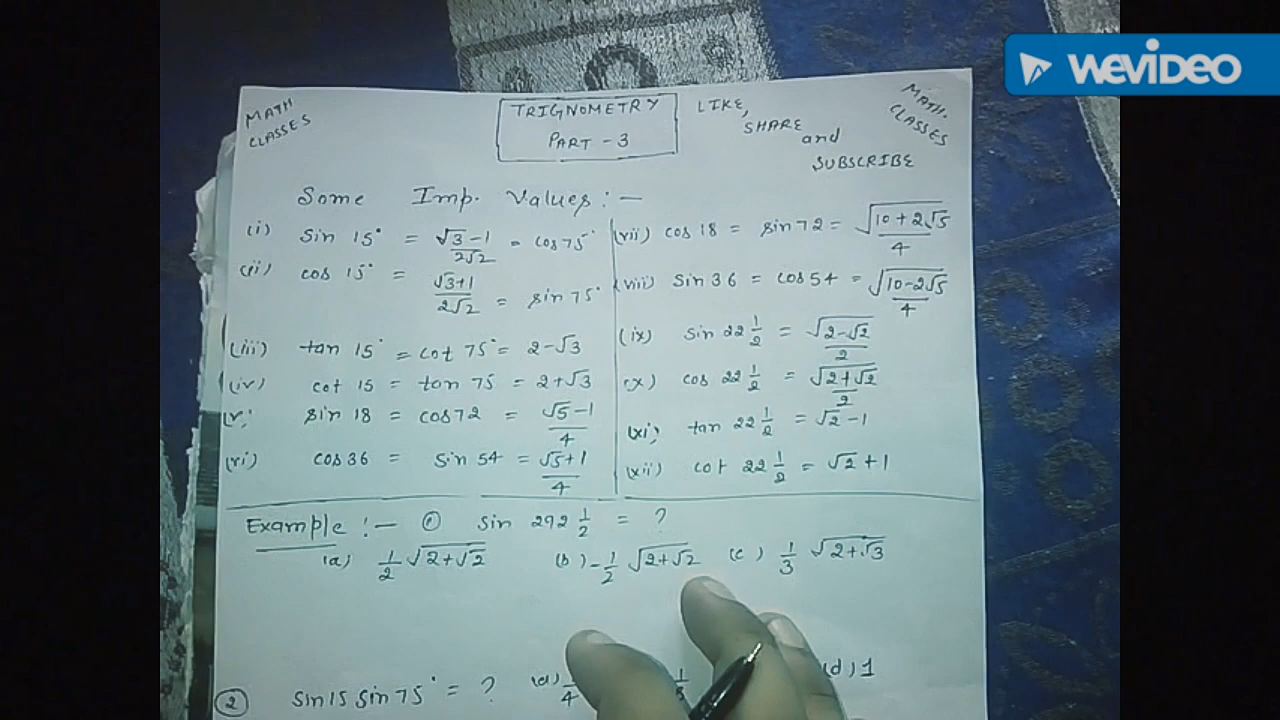 WEVIDEO
MATH CLASSES
TRIGNOMETRY
PART - 3
LIKE,
SHARE and
SUBSCRIBE
MATH. CLASSES
Some Imp. Values : —
(i) sin 15° = √3-1/2√2 = cos 75°
(ii) cos 15° = √3+1/2√2 = sin 75°
(iii) tan 15° = cot 75° = 2-√3
(iv) cot 15 = tan 75 = 2+√3
(v) sin 18 = cos72 = √5-1/4
(vi) cos36 = sin 54 = √5+1/4
(vii) cos 18 = sin72 = √10+2√5/4
(viii) sin 36 = cos54 = √10-2√5/4
(ix) sin 22 1/2 = √2-√2/2
(x) cos 22 1/2 = √2+√2/2
(xi) tan 22 1/2 = √2-1
(xii) cot 22 1/2 = √2+1
Example :— ① sin 292 1/2 = ?
(a) 1/2 √2+√2 (b) -1/2 √2+√2 (c) 1/3 √2+√3
② sin15 sin 75° = ? (a) 1/4 (d) 1